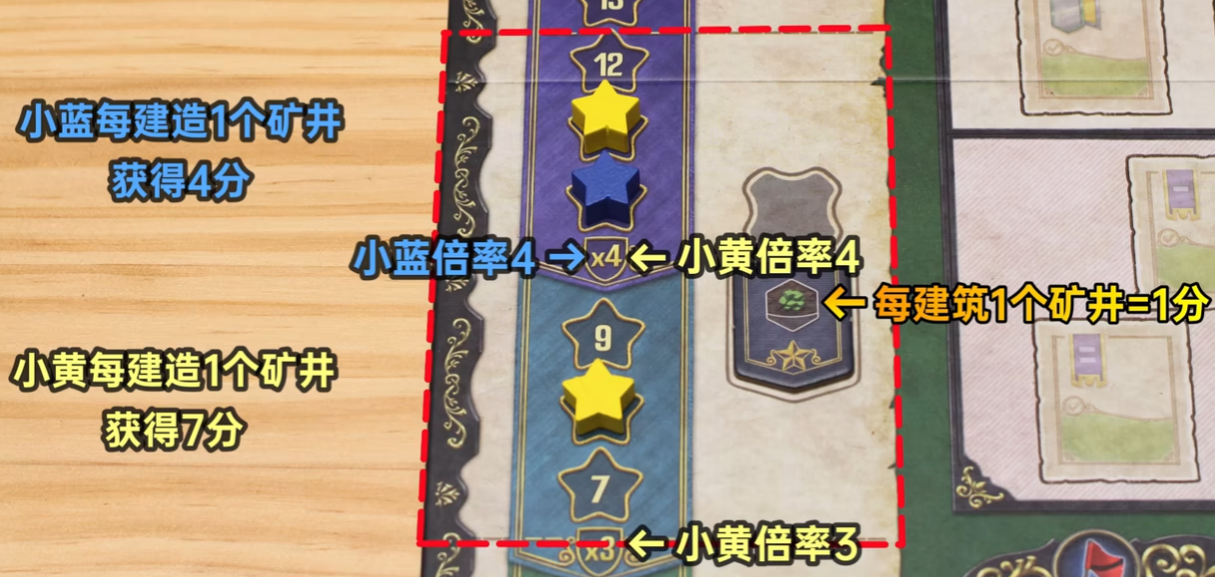 13
12
小蓝每建造1个矿井
获得4分
小蓝倍率4 → x4 ← 小黄倍率4
← 每建筑1个矿井=1分
9
小黄每建造1个矿井
获得7分
7
x3 ← 小黄倍率3